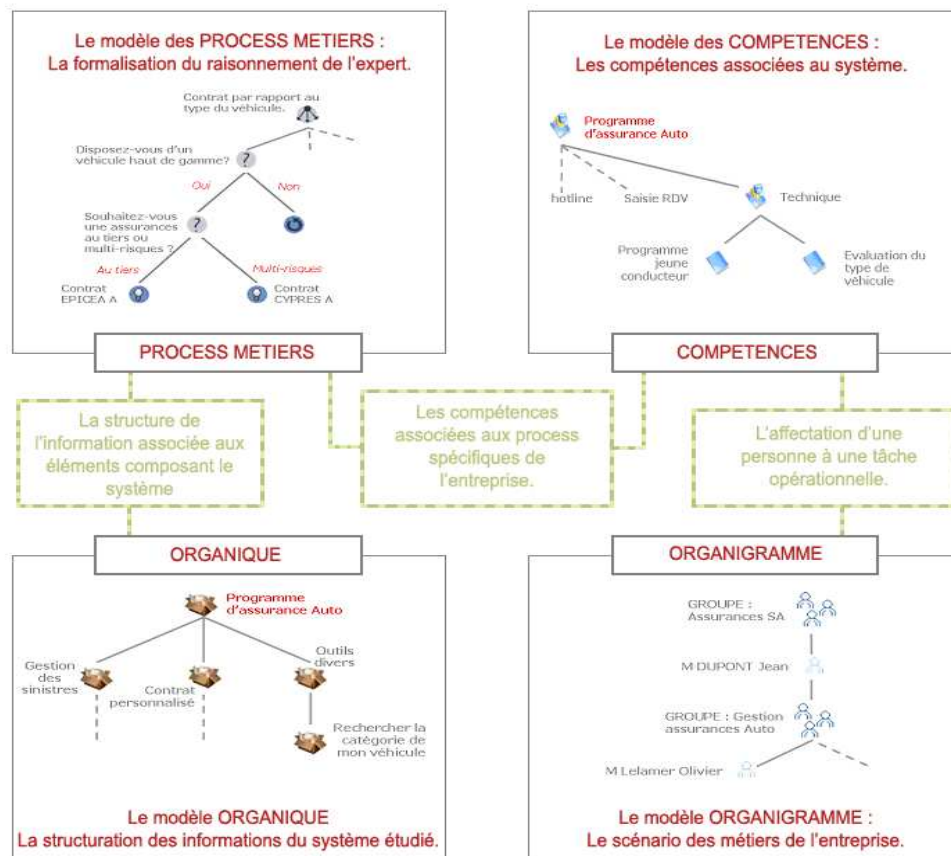 Le modèle des PROCESS METIERS :
La formalisation du raisonnement de l'expert.
Contrat par rapport au
type du véhicule.
Disposez-vous d'un
véhicule haut de gamme?
?
Oui
Non
Souhaitez-vous
une assurances
au tiers ou
multi-risques ?
?
Au tiers
Multi-risques
Contrat
EPICEA A
Contrat
CYPRES A
PROCESS METIERS
Le modèle des COMPETENCES :
Les compétences associées au système.
Programme
d'assurance Auto
hotline
Saisie RDV
Technique
Programme
jeune
conducteur
Evaluation du
type de
véhicule
COMPETENCES
La structure de
l'information associée aux
éléments composant le
système
Les compétences
associées aux process
spécifiques de
l'entreprise.
L'affectation d'une
personne à une tâche
opérationnelle.
ORGANIQUE
Programme
d'assurance Auto
Gestion
des
sinistres
Contrat
personnalisé
Outils
divers
Rechercher la
catégorie de
mon véhicule
Le modèle ORGANIQUE
La structuration des informations du système étudié.
ORGANIGRAMME
GROUPE :
Assurances SA
M DUPONT Jean
GROUPE : Gestion
assurances Auto
M Lelamer Olivier
Le modèle ORGANIGRAMME :
Le scénario des métiers de l'entreprise.